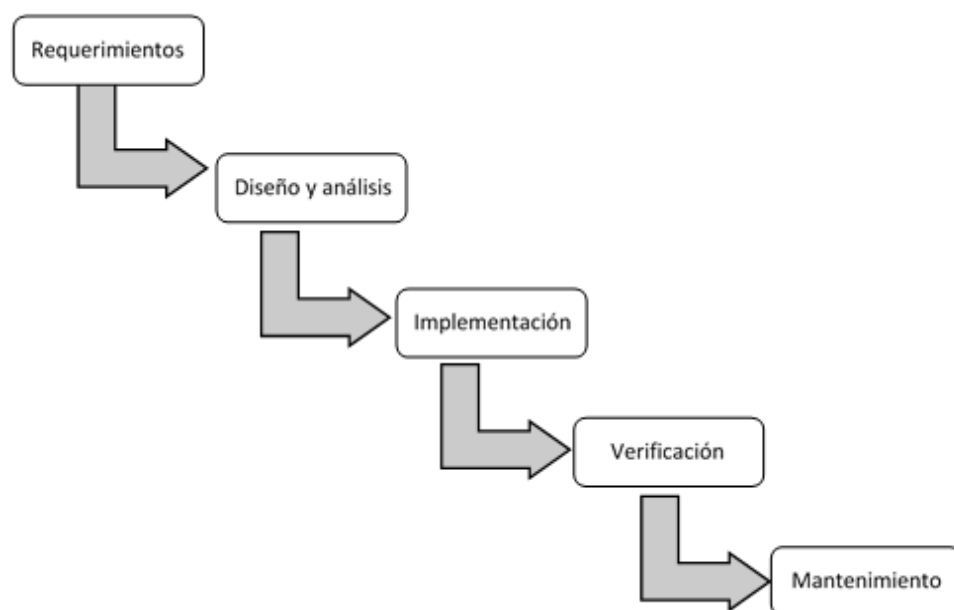 Requerimientos
Diseño y análisis
Implementación
Verificación
Mantenimiento